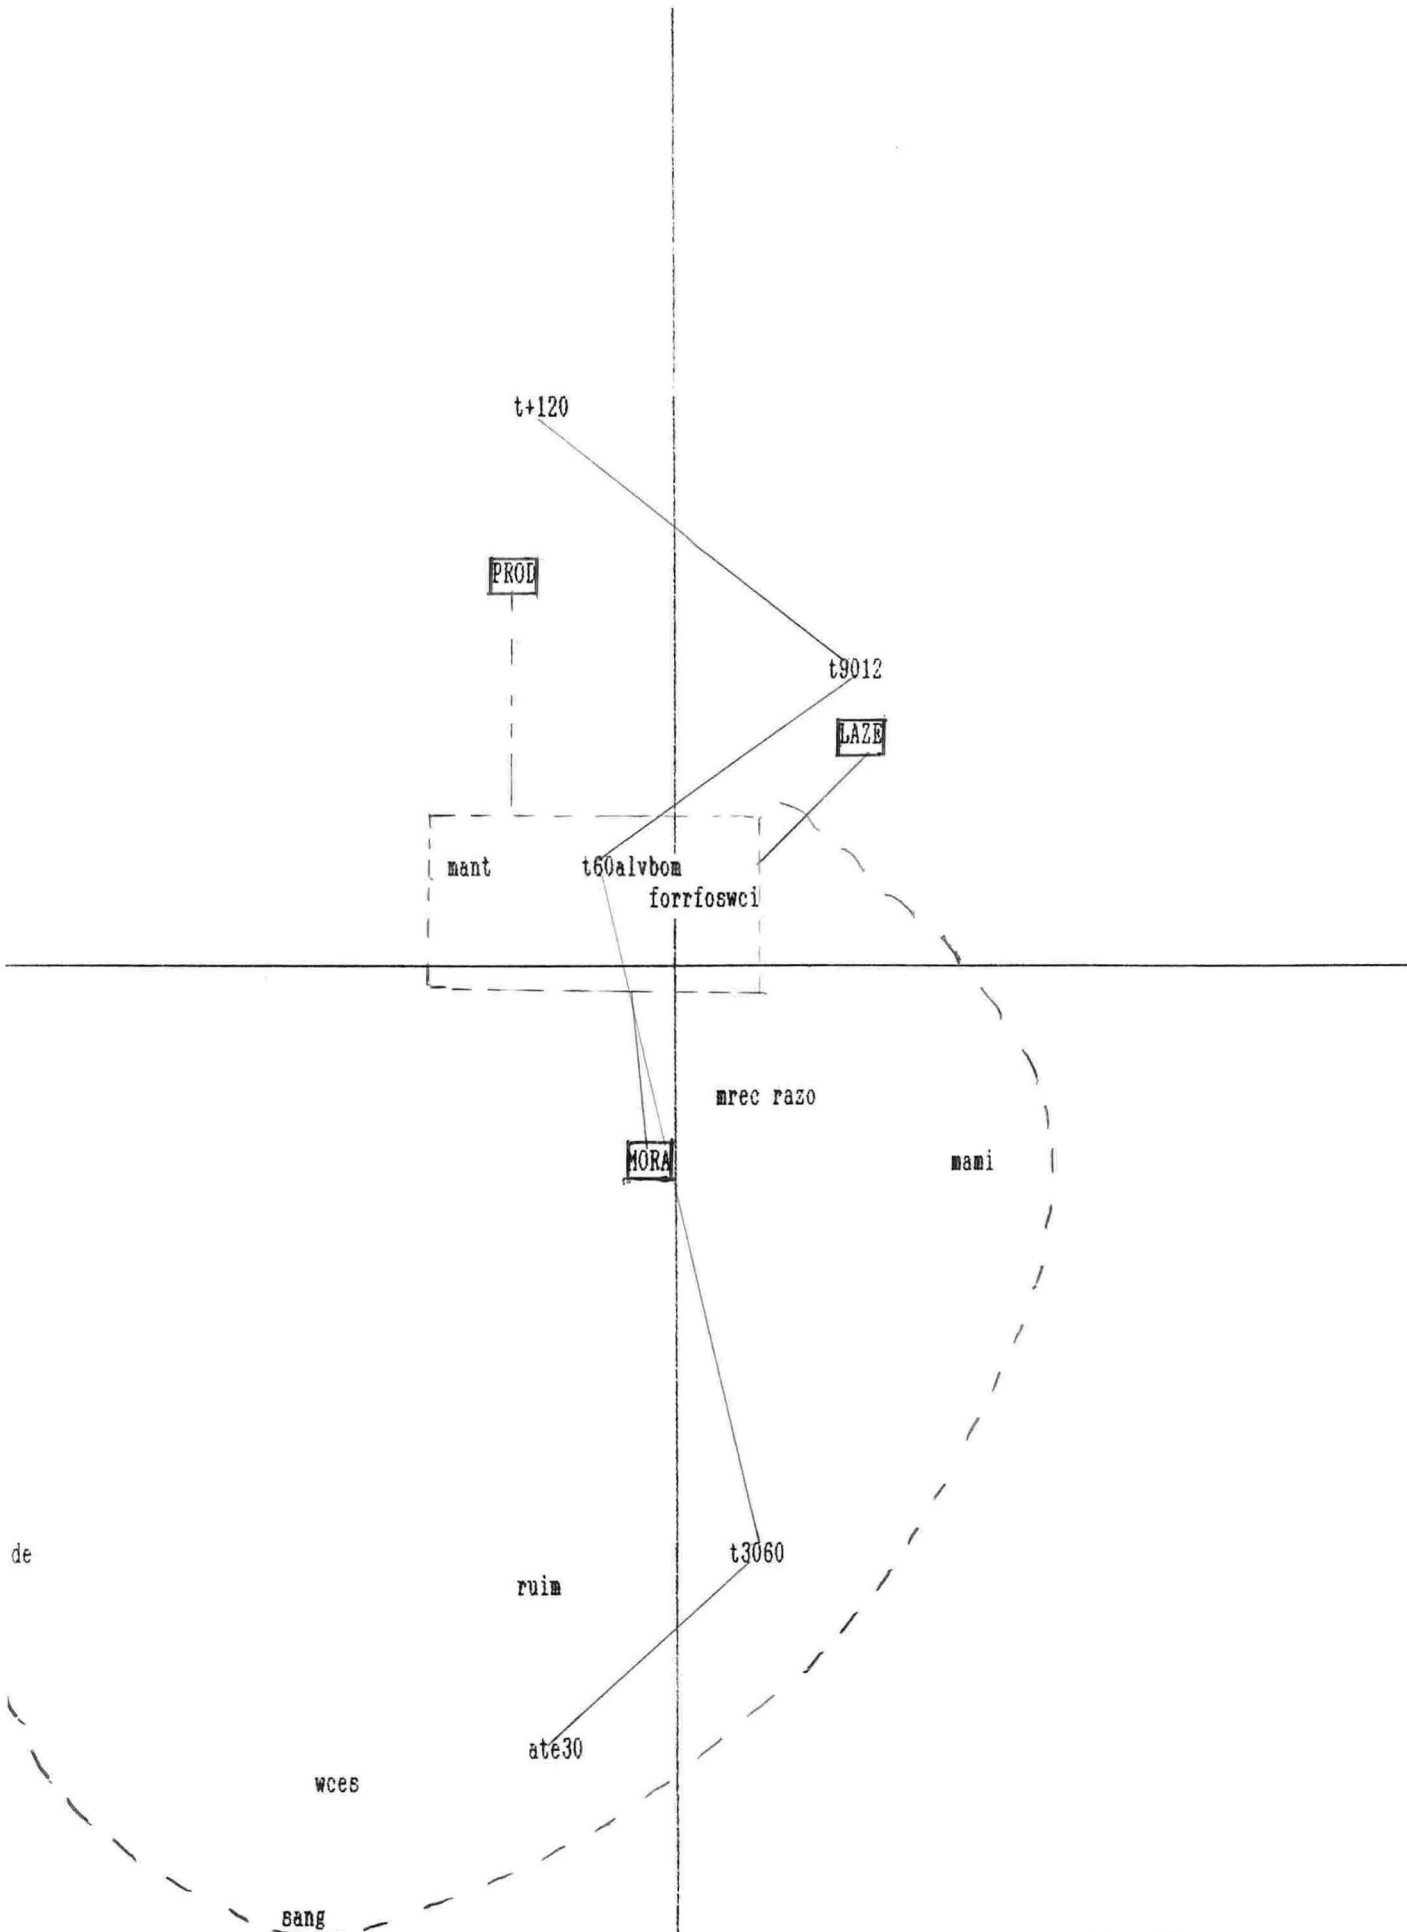 t+120
PROD
t9012
LAZE
mant t60alvbom
forrfoswci
mrec razo
MORA
mami
t3060
de
ruim
ate30
wces
sang